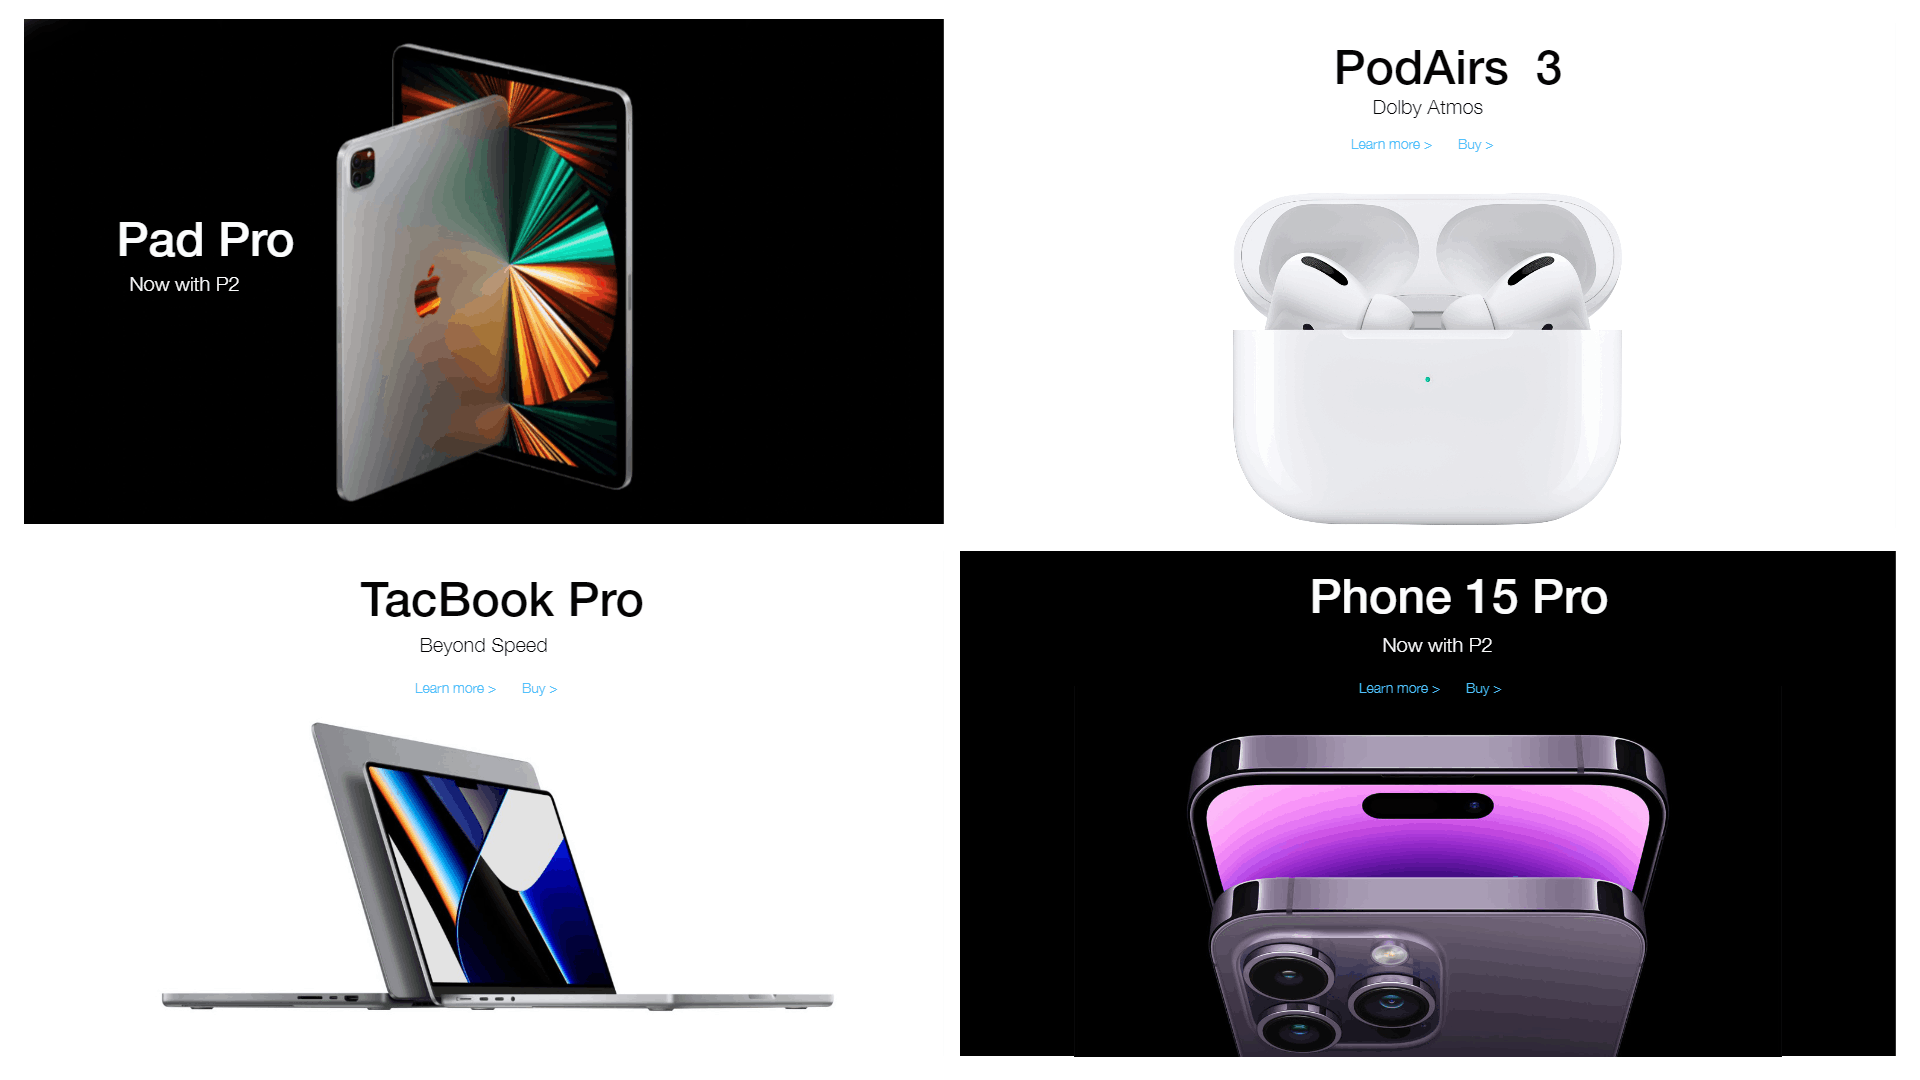 Pad Pro
Now with P2
PodAirs 3
Dolby Atmos
Learn more > Buy >
TacBook Pro
Beyond Speed
Learn more > Buy >
Phone 15 Pro
Now with P2
Learn more > Buy >